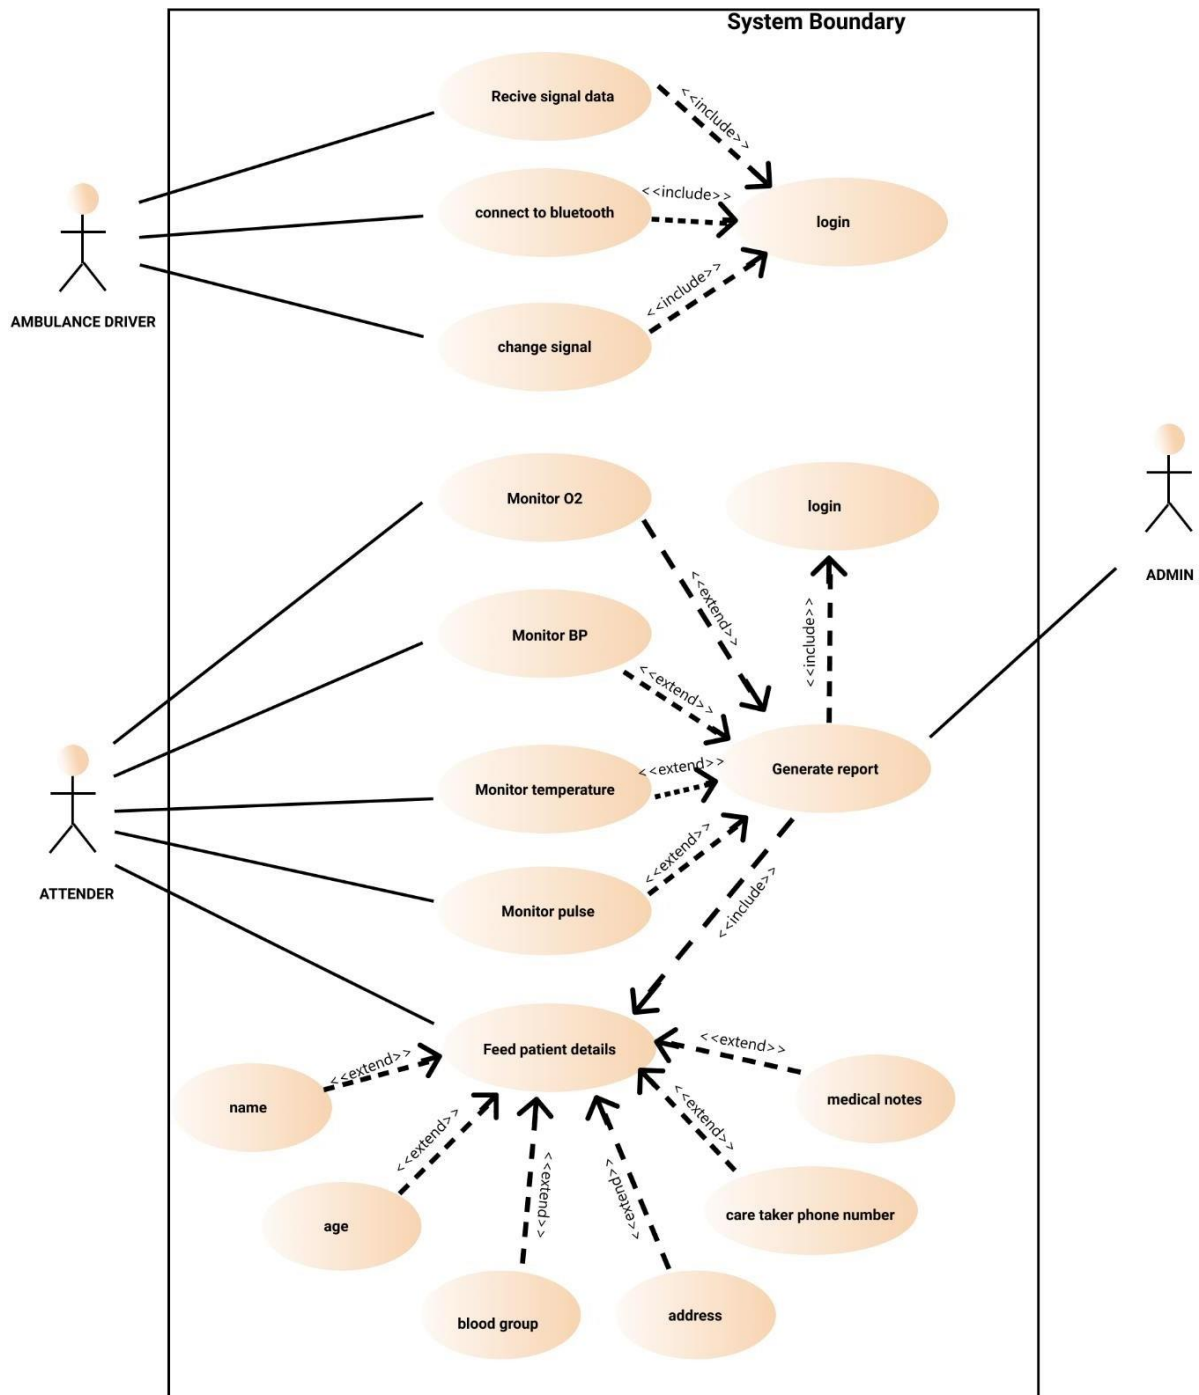 System Boundary
Recive signal data
<<include>>
connect to bluetooth
<<include>>
login
AMBULANCE DRIVER
<<include>>
change signal
Monitor O2
login
<<extend>>
ADMIN
Monitor BP
<<include>>
<<extend>>
Monitor temperature
<<extend>>
Generate report
ATTENDER
<<extend>>
Monitor pulse
<<include>>
Feed patient details
<<extend>>
<<extend>>
name
medical notes
<<extend>>
<<extend>>
age
<<extend>>
<<extend>>
care taker phone number
blood group
address